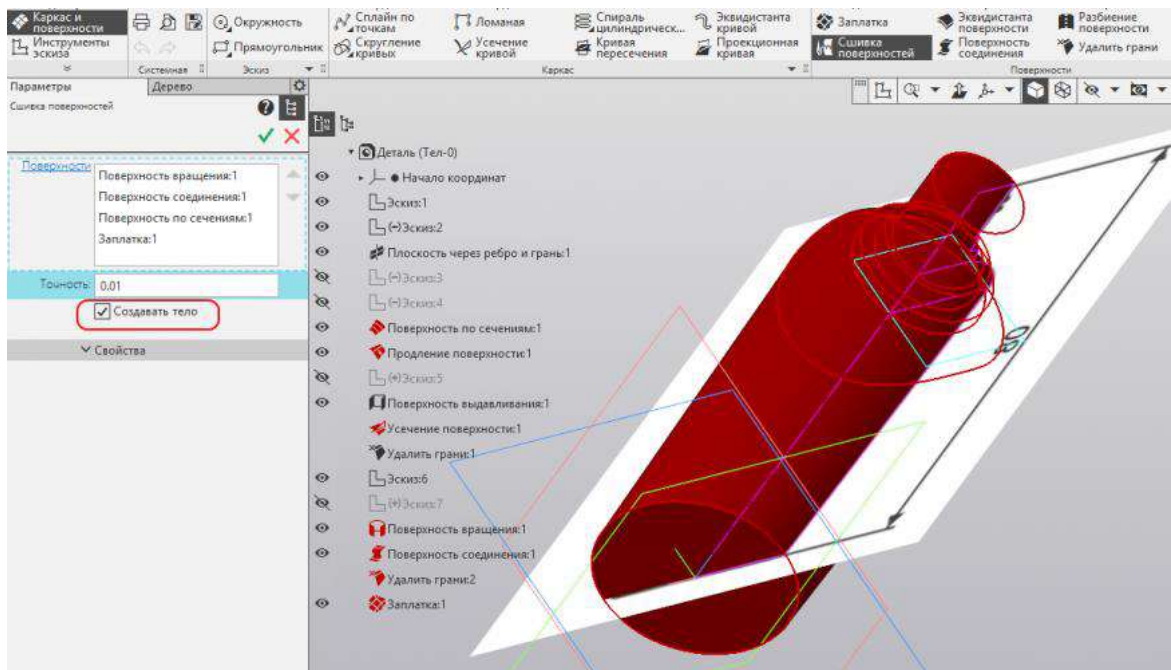 Каркас и поверхности
Инструменты эскиза
Системная
Окружность
Прямоугольник
Эскиз
Сплайн по точкам
Скругление кривых
Ломаная
Усечение кривой
Спираль цилиндрическ...
Кривая пересечения
Эквидистанта кривой
Проекционная кривая
Каркас
Заплатка
Сшивка поверхностей
Эквидистанта поверхности
Поверхность соединения
Разбиение поверхности
Удалить грани
Поверхности
Параметры
Дерево
Сшивка поверхностей
Поверхности
Поверхность вращения:1
Поверхность соединения:1
Поверхность по сечениям:1
Заплатка:1
Точность: 0.01
Создавать тело
Свойства
Деталь (Тел-0)
Начало координат
Эскиз:1
(-)Эскиз:2
Плоскость через ребро и грань:1
(-)Эскиз:3
(-)Эскиз:4
Поверхность по сечениям:1
Продление поверхности:1
(+)Эскиз:5
Поверхность выдавливания:1
Усечение поверхности:1
Удалить грани:1
Эскиз:6
(+)Эскиз:7
Поверхность вращения:1
Поверхность соединения:1
Удалить грани:2
Заплатка:1